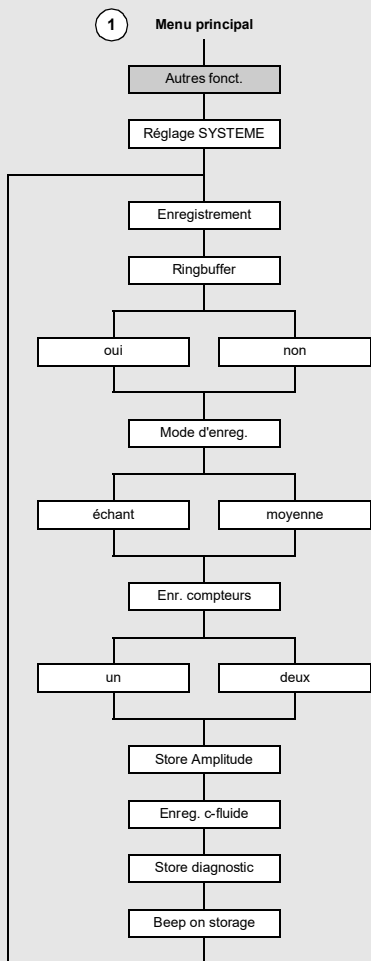 1 Menu principal
Autres fonct.
Réglage SYSTEME
Enregistrement
Ringbuffer
oui
non
Mode d'enreg.
échant
moyenne
Enr. compteurs
un
deux
Store Amplitude
Enreg. c-fluide
Store diagnostic
Beep on storage